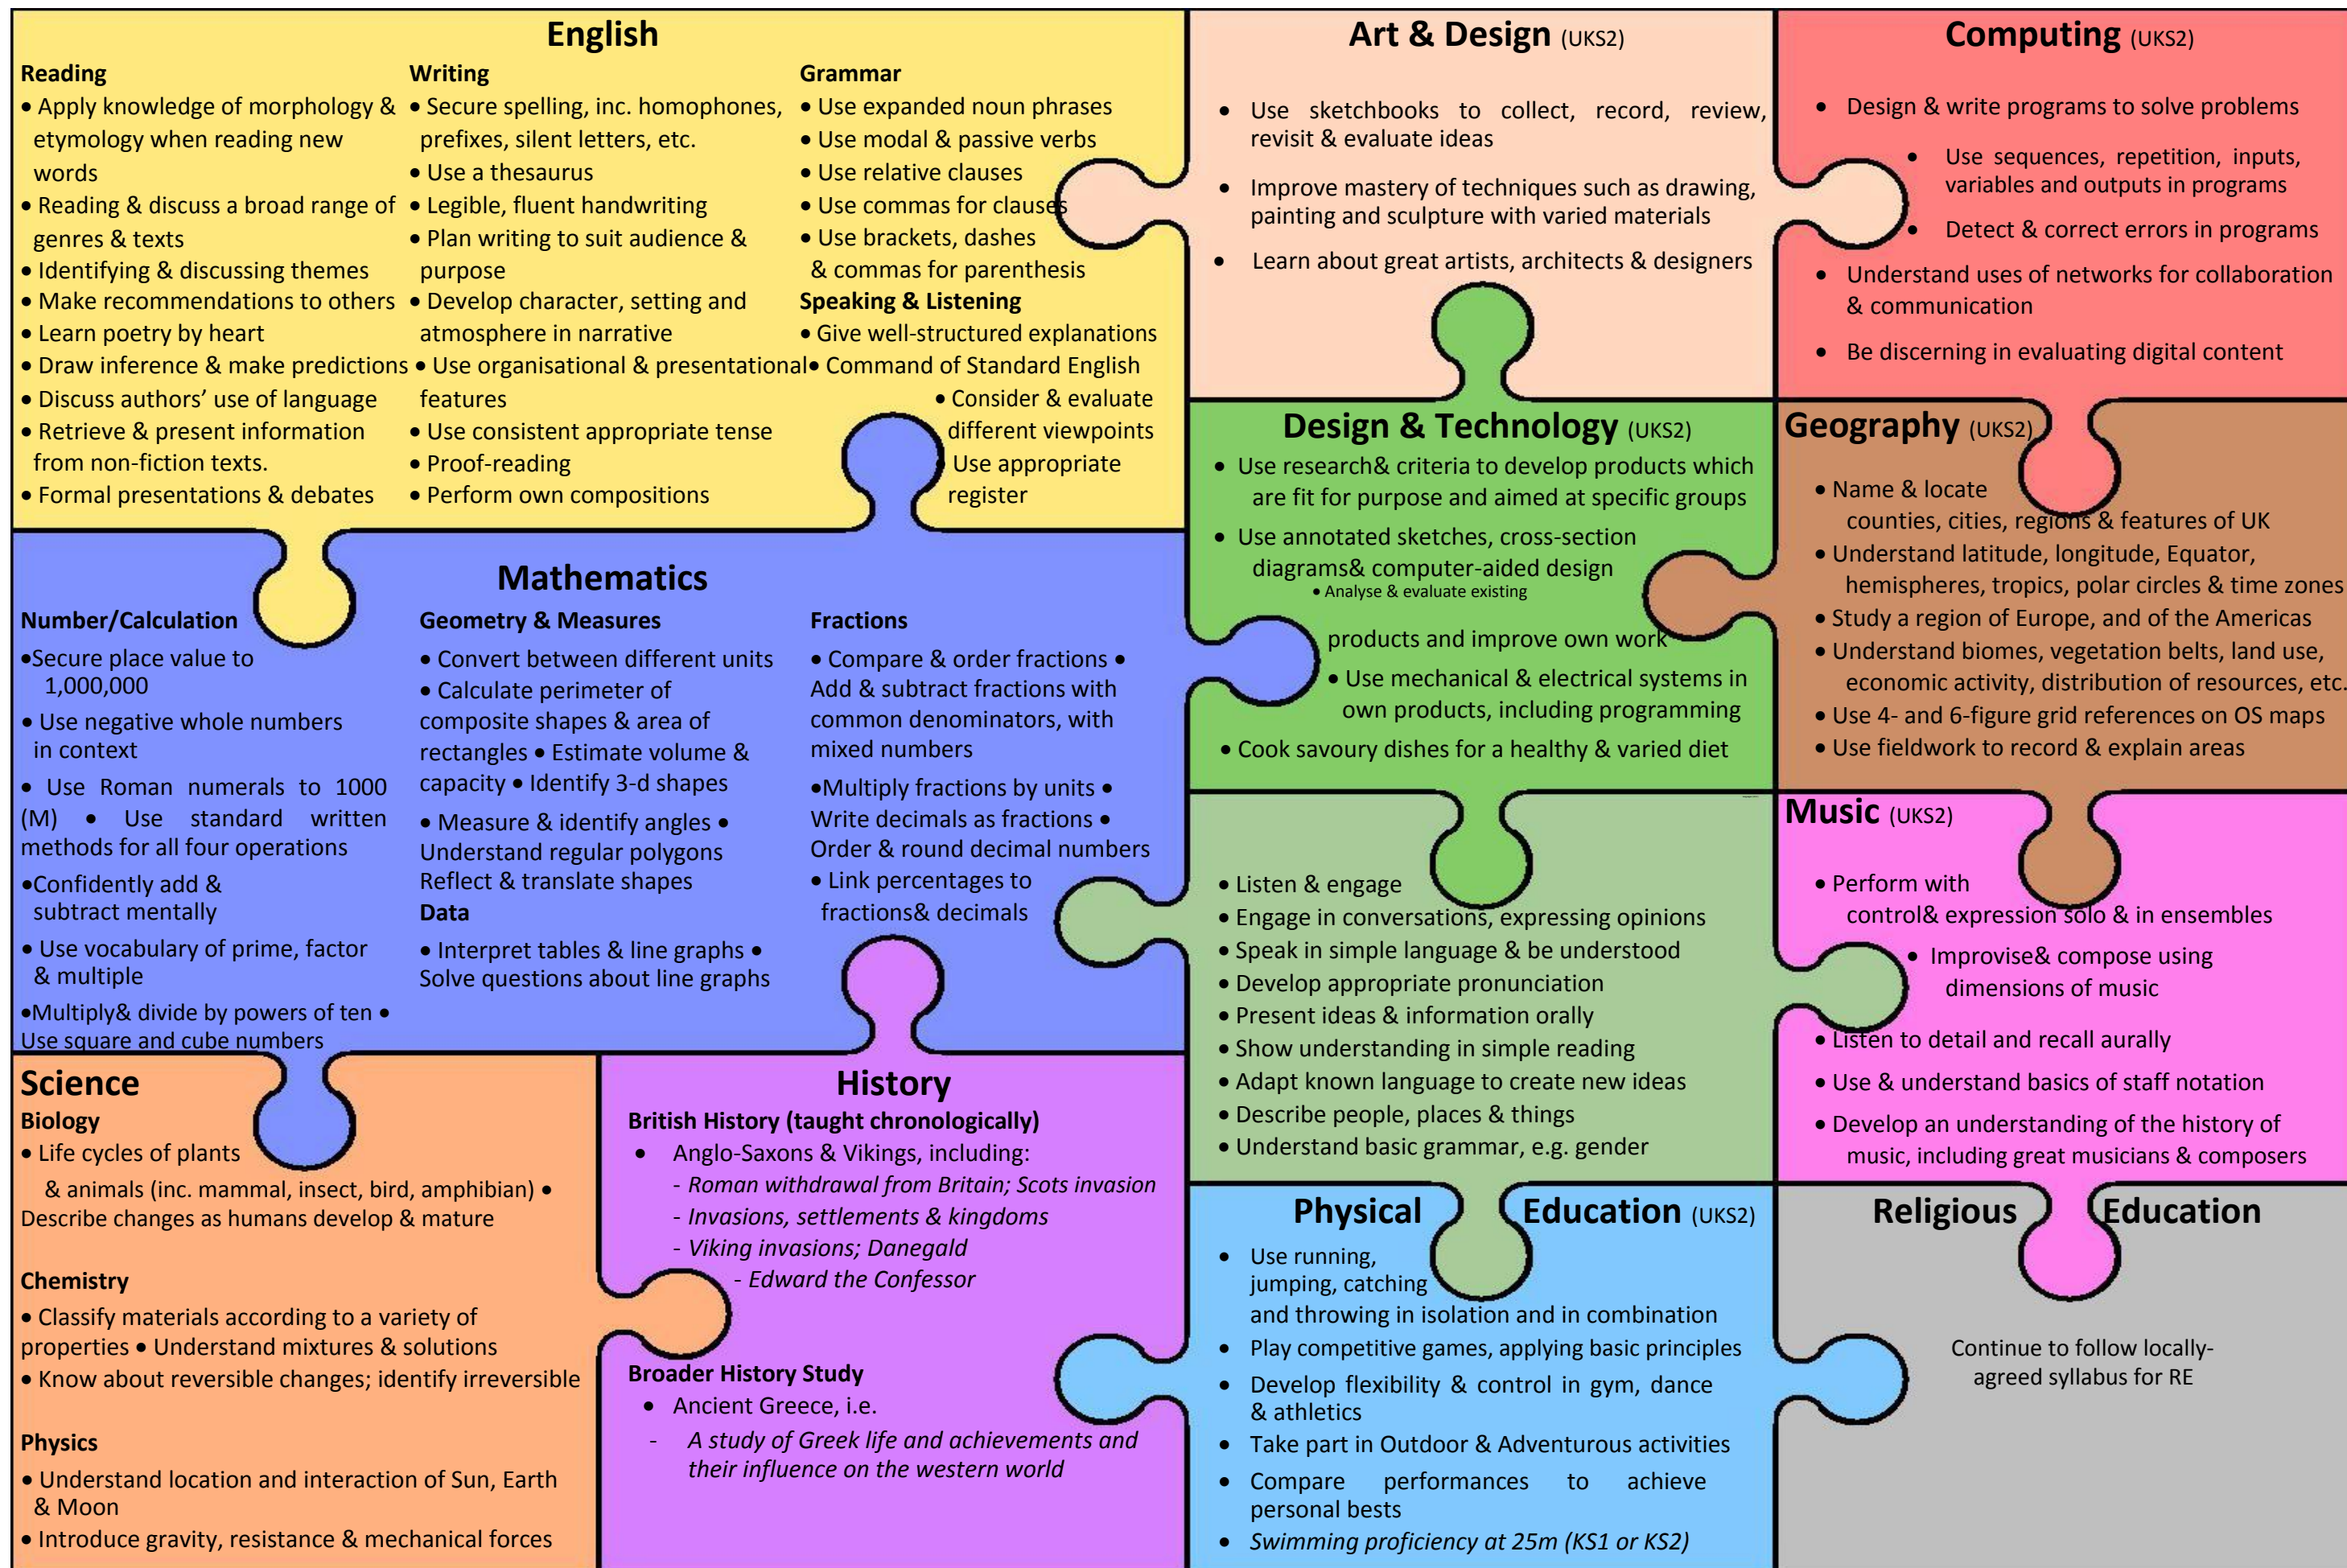 English
Reading
• Apply knowledge of morphology &
etymology when reading new
words
• Reading & discuss a broad range of
genres & texts
• Identifying & discussing themes
• Make recommendations to others
• Learn poetry by heart
• Draw inference & make predictions
• Discuss authors’ use of language
• Retrieve & present information
from non-fiction texts.
• Formal presentations & debates
Writing
• Secure spelling, inc. homophones,
prefixes, silent letters, etc.
• Use a thesaurus
• Legible, fluent handwriting
• Plan writing to suit audience &
purpose
• Develop character, setting and
atmosphere in narrative
• Use organisational & presentational
features
• Use consistent appropriate tense
• Proof-reading
• Perform own compositions
Grammar
• Use expanded noun phrases
• Use modal & passive verbs
• Use relative clauses
• Use commas for clauses
• Use brackets, dashes
& commas for parenthesis
Speaking & Listening
• Give well-structured explanations
• Command of Standard English
• Consider & evaluate
different viewpoints
• Use appropriate
register
Art & Design (UKS2)
• Use sketchbooks to collect, record, review,
revisit & evaluate ideas
• Improve mastery of techniques such as drawing,
painting and sculpture with varied materials
• Learn about great artists, architects & designers
Computing (UKS2)
• Design & write programs to solve problems
• Use sequences, repetition, inputs,
variables and outputs in programs
• Detect & correct errors in programs
• Understand uses of networks for collaboration
& communication
• Be discerning in evaluating digital content
Mathematics
Number/Calculation
•Secure place value to
1,000,000
• Use negative whole numbers
in context
• Use Roman numerals to 1000
(M) • Use standard written
methods for all four operations
•Confidently add &
subtract mentally
• Use vocabulary of prime, factor
& multiple
•Multiply& divide by powers of ten •
Use square and cube numbers
Geometry & Measures
• Convert between different units
• Calculate perimeter of
composite shapes & area of
rectangles • Estimate volume &
capacity • Identify 3-d shapes
• Measure & identify angles •
Understand regular polygons
Reflect & translate shapes
Data
• Interpret tables & line graphs •
Solve questions about line graphs
Fractions
• Compare & order fractions •
Add & subtract fractions with
common denominators, with
mixed numbers
•Multiply fractions by units •
Write decimals as fractions •
Order & round decimal numbers
• Link percentages to
fractions& decimals
Design & Technology (UKS2)
• Use research& criteria to develop products which
are fit for purpose and aimed at specific groups
• Use annotated sketches, cross-section
diagrams& computer-aided design
• Analyse & evaluate existing
products and improve own work
• Use mechanical & electrical systems in
own products, including programming
• Cook savoury dishes for a healthy & varied diet
Geography (UKS2)
• Name & locate
counties, cities, regions & features of UK
• Understand latitude, longitude, Equator,
hemispheres, tropics, polar circles & time zones
• Study a region of Europe, and of the Americas
• Understand biomes, vegetation belts, land use,
economic activity, distribution of resources, etc.
• Use 4- and 6-figure grid references on OS maps
• Use fieldwork to record & explain areas
• Listen & engage
• Engage in conversations, expressing opinions
• Speak in simple language & be understood
• Develop appropriate pronunciation
• Present ideas & information orally
• Show understanding in simple reading
• Adapt known language to create new ideas
• Describe people, places & things
• Understand basic grammar, e.g. gender
Music (UKS2)
• Perform with
control& expression solo & in ensembles
• Improvise& compose using
dimensions of music
• Listen to detail and recall aurally
• Use & understand basics of staff notation
• Develop an understanding of the history of
music, including great musicians & composers
Science
Biology
• Life cycles of plants
& animals (inc. mammal, insect, bird, amphibian) •
Describe changes as humans develop & mature
Chemistry
• Classify materials according to a variety of
properties • Understand mixtures & solutions
• Know about reversible changes; identify irreversible
Physics
• Understand location and interaction of Sun, Earth
& Moon
• Introduce gravity, resistance & mechanical forces
History
British History (taught chronologically)
• Anglo-Saxons & Vikings, including:
- Roman withdrawal from Britain; Scots invasion
- Invasions, settlements & kingdoms
- Viking invasions; Danegald
- Edward the Confessor
Broader History Study
• Ancient Greece, i.e.
- A study of Greek life and achievements and
their influence on the western world
Physical Education (UKS2)
• Use running,
jumping, catching
and throwing in isolation and in combination
• Play competitive games, applying basic principles
• Develop flexibility & control in gym, dance
& athletics
• Take part in Outdoor & Adventurous activities
• Compare performances to achieve
personal bests
• Swimming proficiency at 25m (KS1 or KS2)
Religious Education
Continue to follow locally-
agreed syllabus for RE